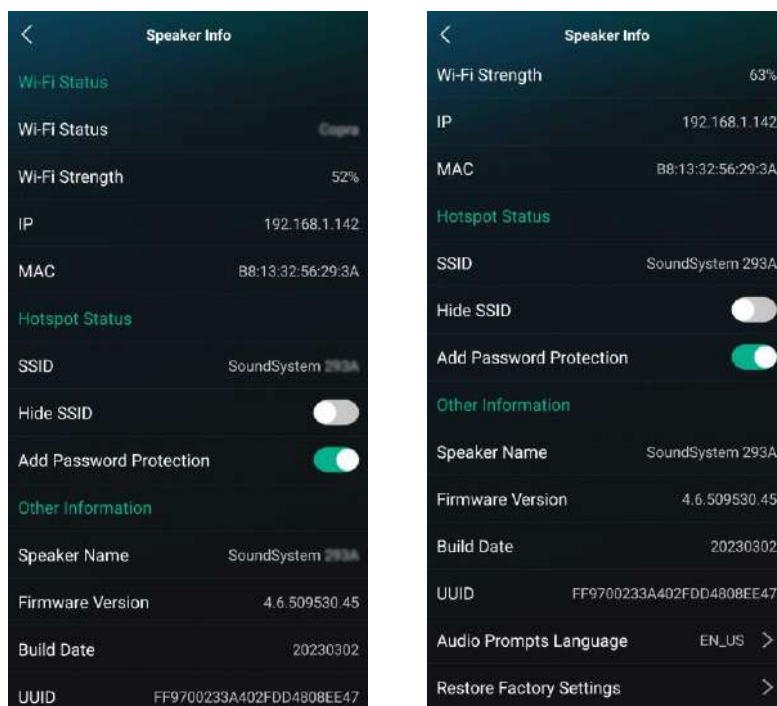 Speaker Info
Wi-Fi Status
Wi-Fi Status
Wi-Fi Strength 52%
IP 192.168.1.142
MAC B8:13:32:56:29:3A
Hotspot Status
SSID SoundSystem
Hide SSID
Add Password Protection
Other Information
Speaker Name SoundSystem
Firmware Version 4.6.509530.45
Build Date 20230302
UUID FF9700233A402FDD4808EE47
Speaker Info
Wi-Fi Strength 63%
IP 192.168.1.142
MAC B8:13:32:56:29:3A
Hotspot Status
SSID SoundSystem 293A
Hide SSID
Add Password Protection
Other Information
Speaker Name SoundSystem 293A
Firmware Version 4.6.509530.45
Build Date 20230302
UUID FF9700233A402FDD4808EE47
Audio Prompts Language EN_US
Restore Factory Settings